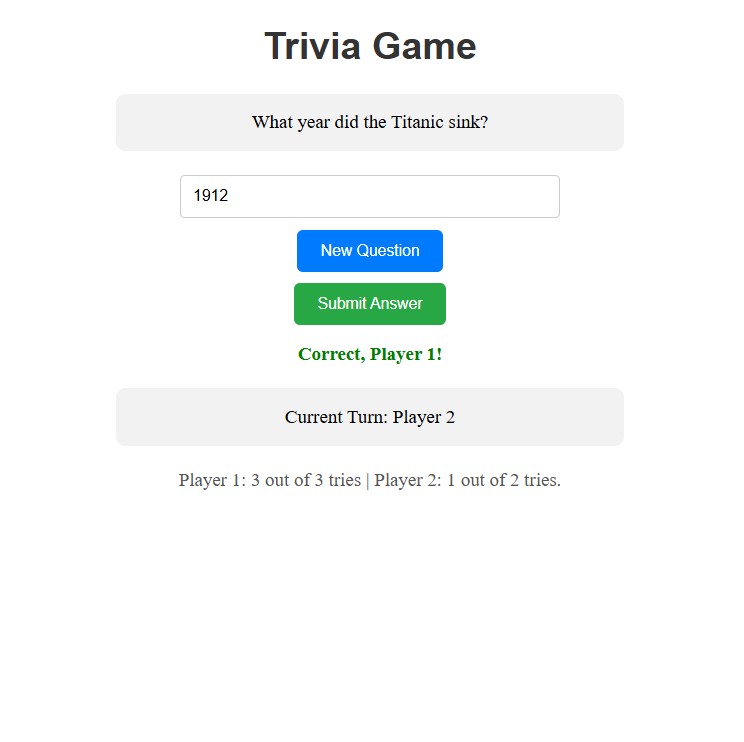 Trivia Game
What year did the Titanic sink?
1912
New Question
Submit Answer
Correct, Player 1!
Current Turn: Player 2
Player 1: 3 out of 3 tries | Player 2: 1 out of 2 tries.